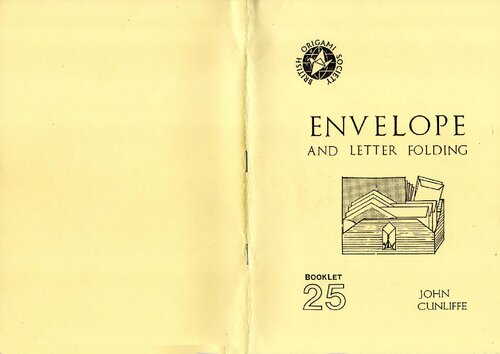 BRITISH ORIGAMI SOCIETY
ENVELOPE
AND LETTER FOLDING
BOOKLET
25
JOHN
CUNLIFFE